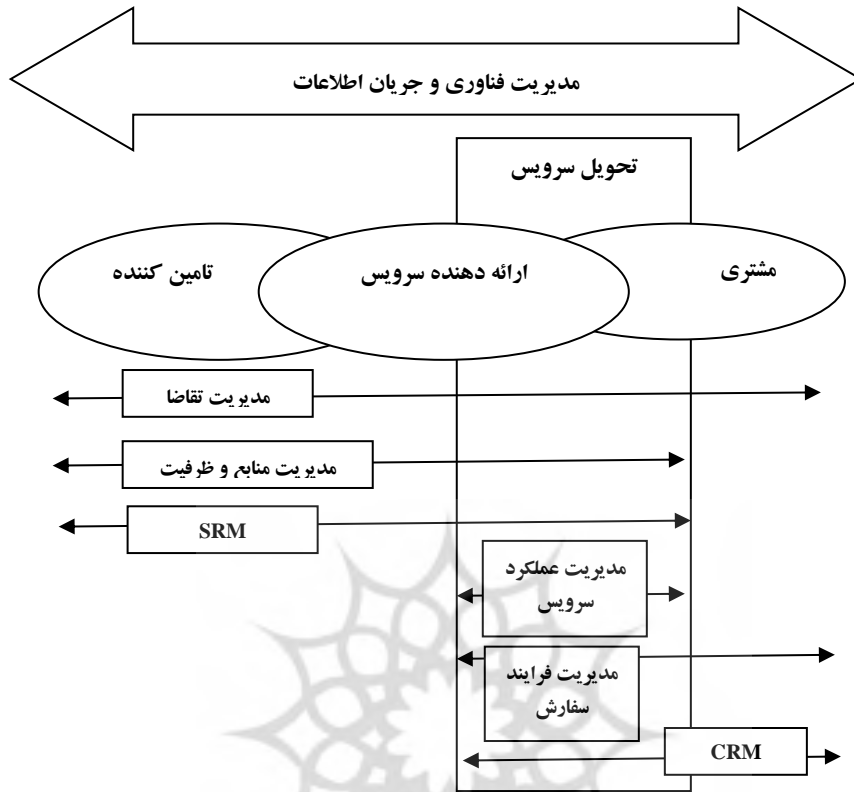 مدیریت فناوری و جریان اطلاعات
تحویل سرویس
مشتری
ارائه دهنده سرویس
تامین کننده
مدیریت تقاضا
مدیریت منابع و ظرفیت
SRM
مدیریت عملکرد
سرویس
مدیریت فرایند
سفارش
CRM